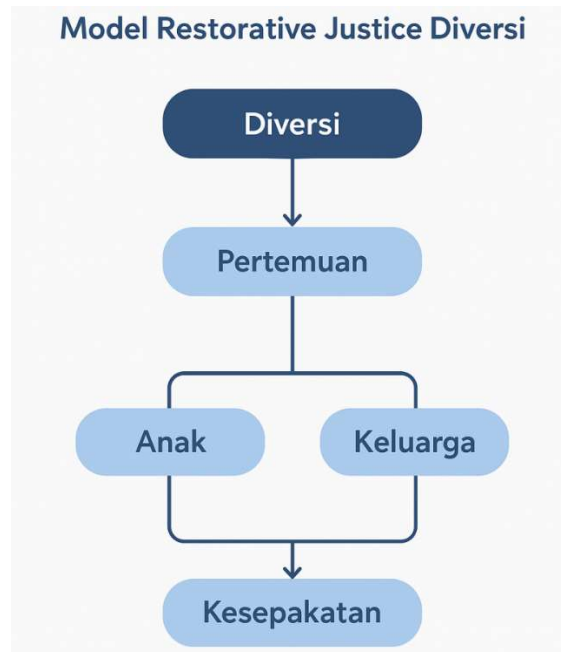 Model Restorative Justice Diversi
Diversi
Pertemuan
Anak
Keluarga
Kesepakatan